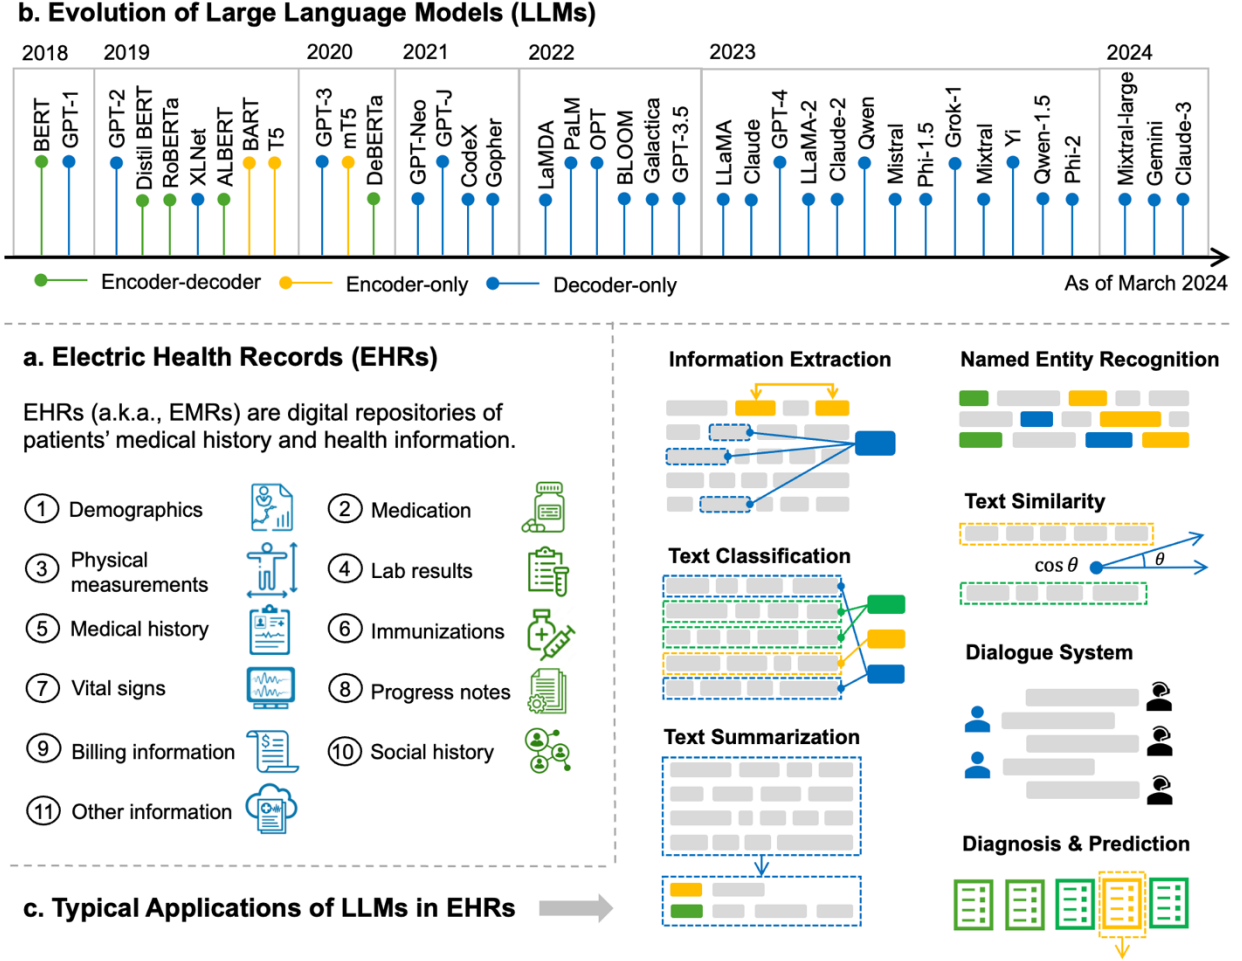 b. Evolution of Large Language Models (LLMs)
2018
2019
2020
2021
2022
2023
2024
BERT
GPT-1
GPT-2
Distil BERT
RoBERTa
XLNet
ALBERT
BART
T5
GPT-3
mT5
DeBERTa
GPT-Neo
GPT-J
CodeX
Gopher
LaMDA
PaLM
OPT
BLOOM
Galactica
GPT-3.5
LLaMA
Claude
GPT-4
LLaMA-2
Claude-2
Qwen
Mistral
Phi-1.5
Grok-1
Mixtral
Yi
Qwen-1.5
Phi-2
Mixtral-large
Gemini
Claude-3
Encoder-decoder
Encoder-only
Decoder-only
As of March 2024
a. Electric Health Records (EHRs)
EHRs (a.k.a., EMRs) are digital repositories of
patients' medical history and health information.
1 Demographics
2 Medication
3 Physical
measurements
4 Lab results
5 Medical history
6 Immunizations
7 Vital signs
8 Progress notes
9 Billing information
$
10 Social history
11 Other information
c. Typical Applications of LLMs in EHRs
Information Extraction
Named Entity Recognition
Text Similarity
cos θ
θ
Text Classification
Dialogue System
Text Summarization
Diagnosis & Prediction